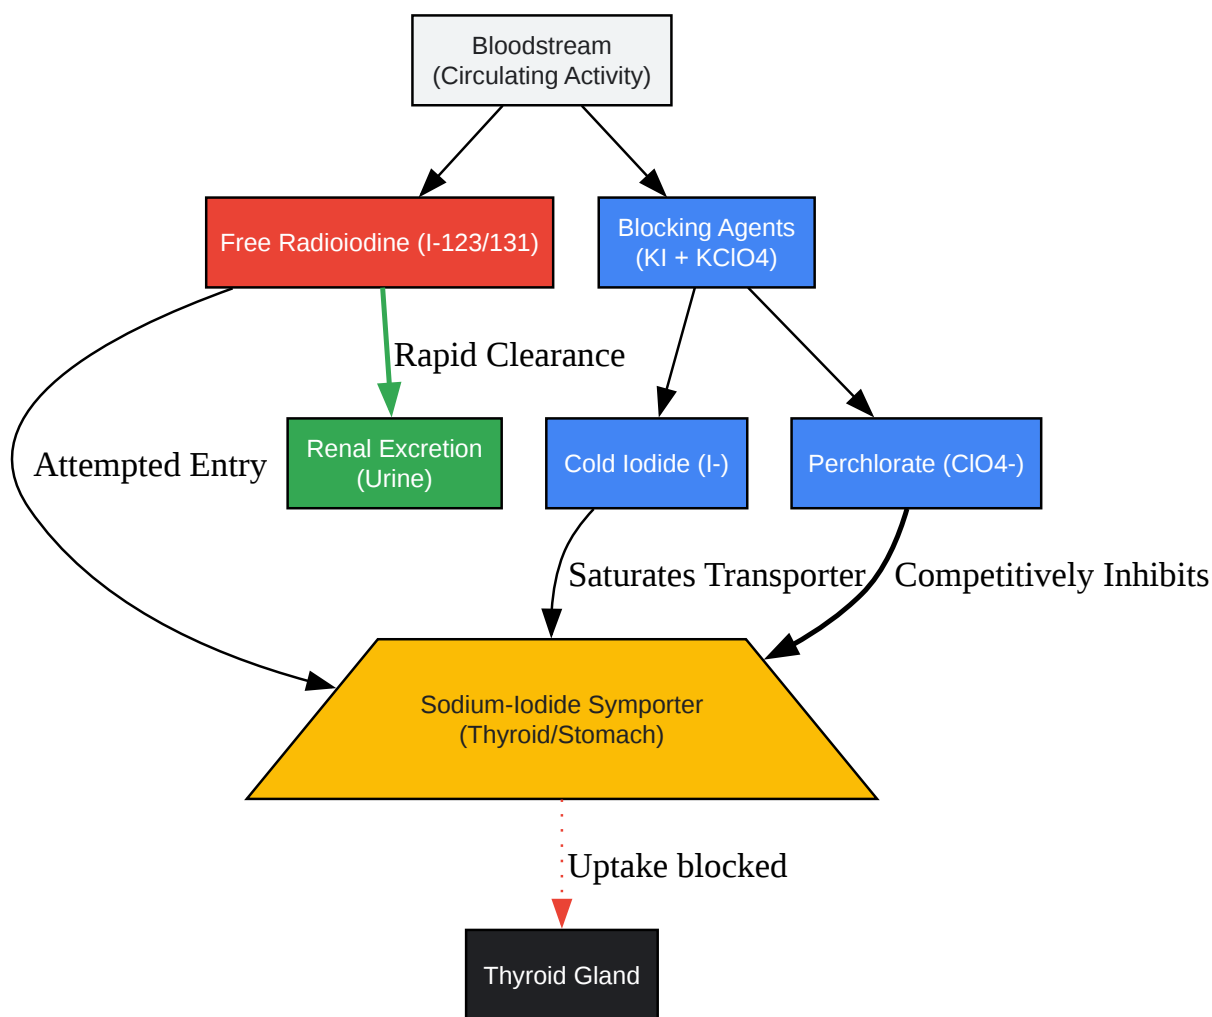 Bloodstream
(Circulating Activity)
Free Radioiodine (I-123/131)
Blocking Agents
(KI + KClO4)
Rapid Clearance
Attempted Entry
Renal Excretion
(Urine)
Cold Iodide (I-)
Perchlorate (ClO4-)
Saturates Transporter
Competitively Inhibits
Sodium-Iodide Symporter
(Thyroid/Stomach)
Uptake blocked
Thyroid Gland